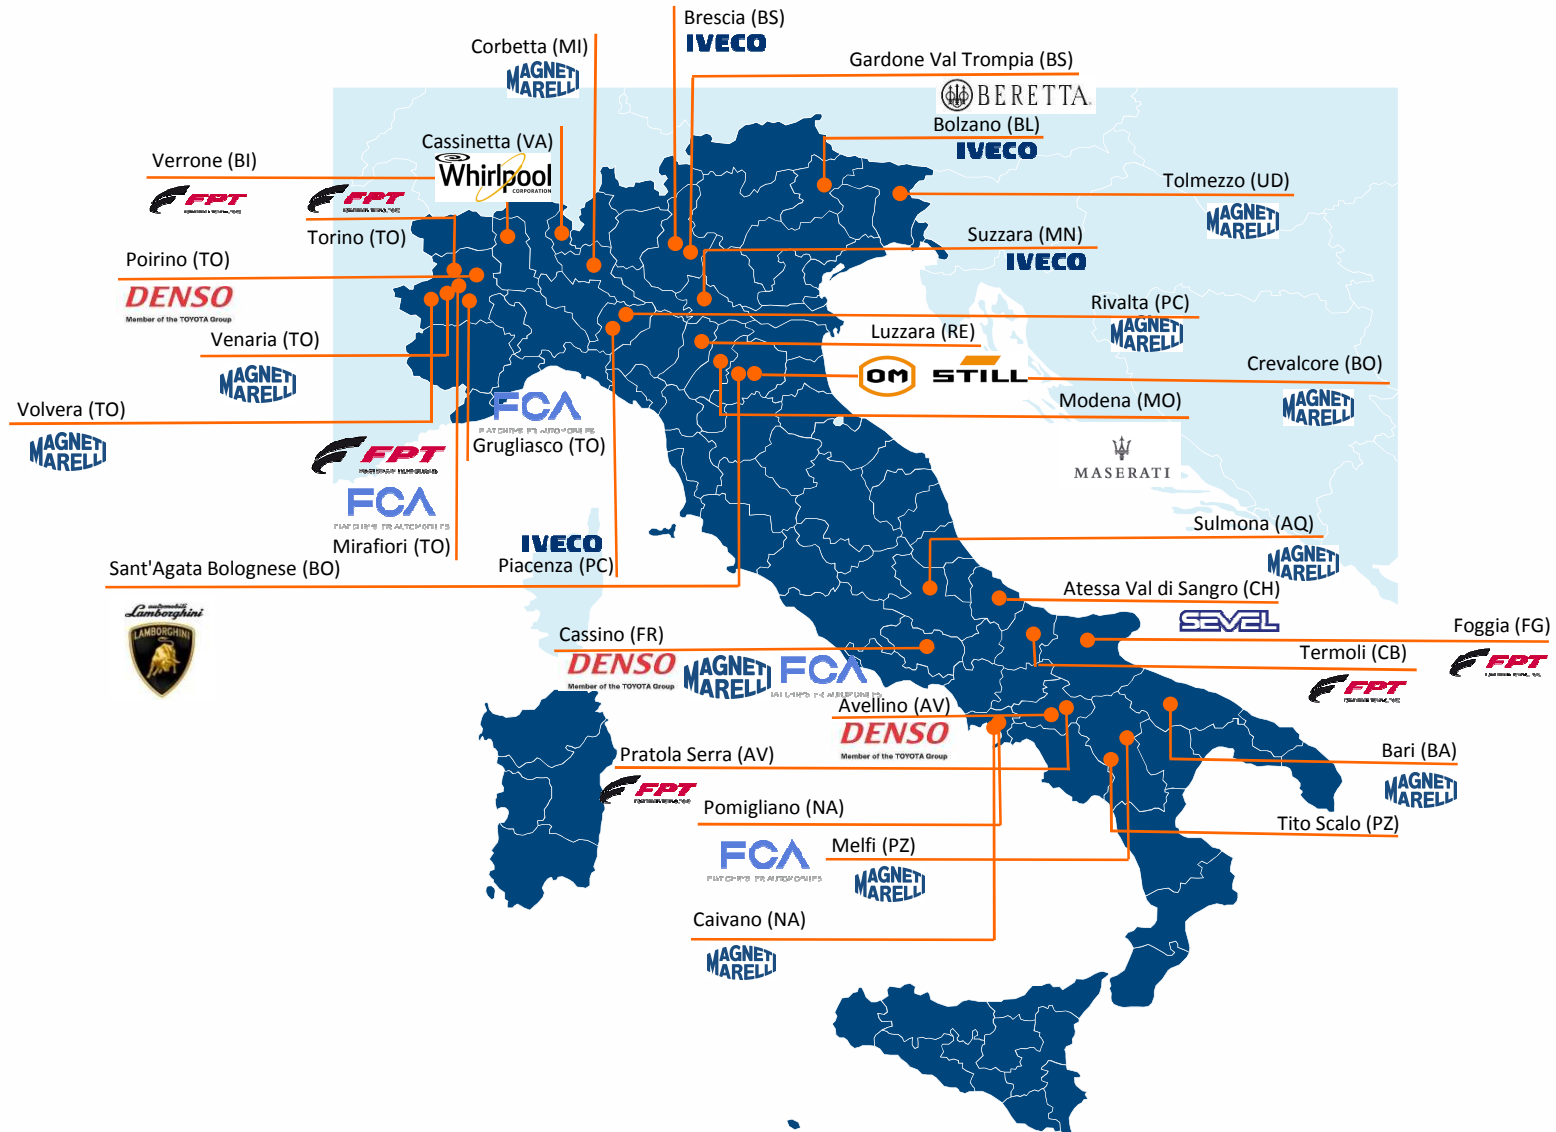 Brescia (BS)
IVECO
Corbetta (MI)
MAGNETI
MARELLI
Gardone Val Trompia (BS)
BERETTA
Bolzano (BL)
IVECO
Cassinetta (VA)
Whirlpool
CORPORATION
Verrone (BI)
FPT
FPT
Torino (TO)
Tolmezzo (UD)
MAGNETI
MARELLI
Suzzara (MN)
IVECO
Poirino (TO)
DENSO
Member of the TOYOTA Group
Rivalta (PC)
MAGNETI
MARELLI
Luzzara (RE)
OM STILL
Venaria (TO)
MAGNETI
MARELLI
Crevalcore (BO)
MAGNETI
MARELLI
Modena (MO)
MASERATI
Volvera (TO)
MAGNETI
MARELLI
FCA
Grugliasco (TO)
FPT
FCA
Mirafiori (TO)
IVECO
Piacenza (PC)
Sant'Agata Bolognese (BO)
automobili
Lamborghini
LAMBORGHINI
Sulmona (AQ)
MAGNETI
MARELLI
Atessa Val di Sangro (CH)
SEVEL
Foggia (FG)
FPT
Termoli (CB)
FPT
Cassino (FR)
DENSO
Member of the TOYOTA Group
MAGNETI
MARELLI
FCA
Avellino (AV)
DENSO
Member of the TOYOTA Group
Pratola Serra (AV)
FPT
Bari (BA)
MAGNETI
MARELLI
Pomigliano (NA)
FCA
Tito Scalo (PZ)
Melfi (PZ)
MAGNETI
MARELLI
Caivano (NA)
MAGNETI
MARELLI